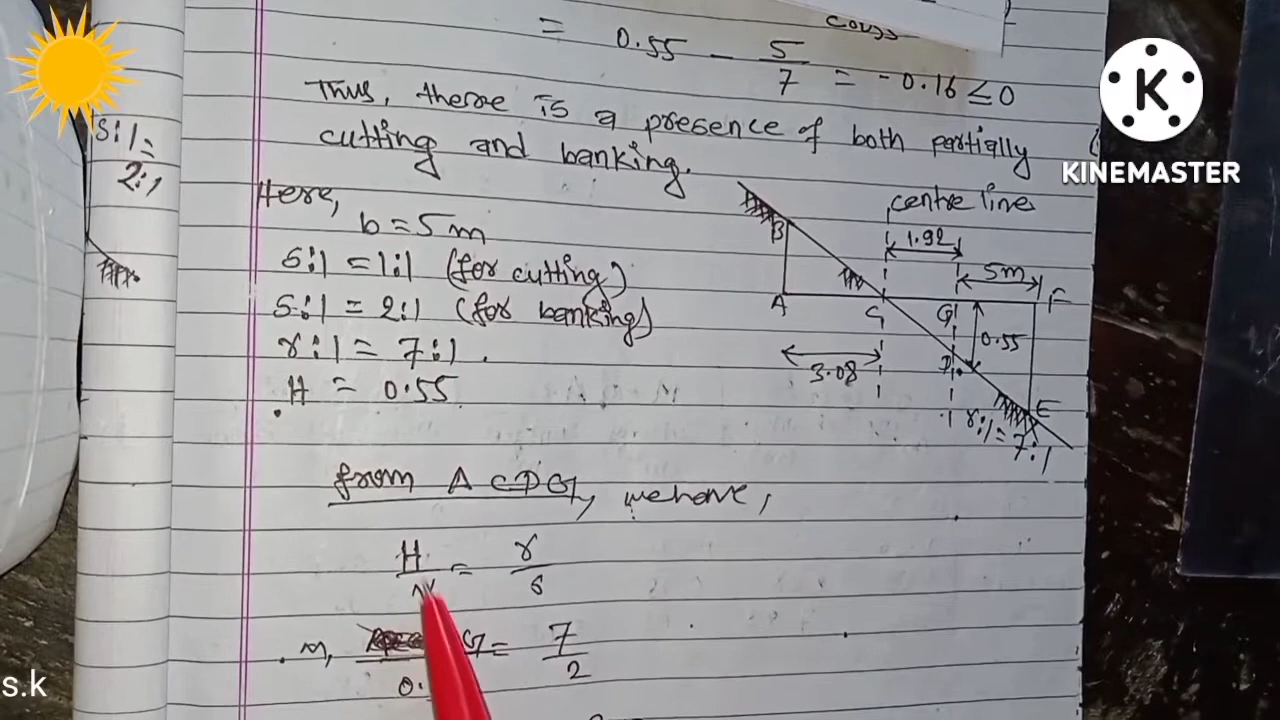 couss
= 0.55 - 5/7 = -0.16 ≤ 0
Thus, there is a presence of both partially
cutting and banking.
S:1=
2:1
Here,
b = 5m
S:1 = 1:1 (for cutting)
S:1 = 2:1 (for banking)
r:1 = 7:1.
H = 0.55
centre line
1.92
5m
B
A
C
G
F
0.55
D
3.08
E
r:1=
7:1
from Δ CDG, we have,
H/V = r/s
G = 7/2
0.
K
KINEMASTER
s.k